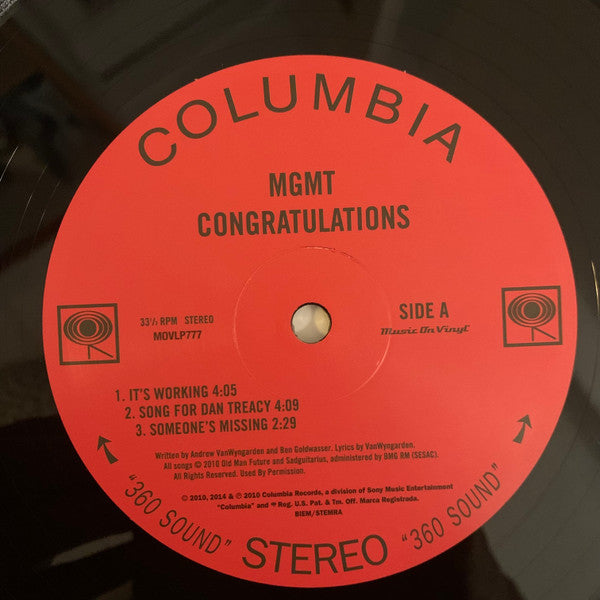 COLUMBIA
MGMT
CONGRATULATIONS
33⅓ RPM STEREO
MOVLP777
SIDE A
Music On Vinyl
1. IT'S WORKING 4:05
2. SONG FOR DAN TREACY 4:09
3. SOMEONE'S MISSING 2:29
Written by Andrew VanWyngarden and Ben Goldwasser. Lyrics by VanWyngarden.
All songs © 2010 Old Man Future and Sadguitarius, administered by BMG RM (SESAC).
All Rights Reserved. Used By Permission.
© 2010, 2014 & ℗ 2010 Columbia Records, a division of Sony Music Entertainment
"Columbia" and Reg. U.S. Pat. & Tm. Off. Marca Registrada.
BIEM/STEMRA
"360 SOUND" STEREO "360 SOUND"